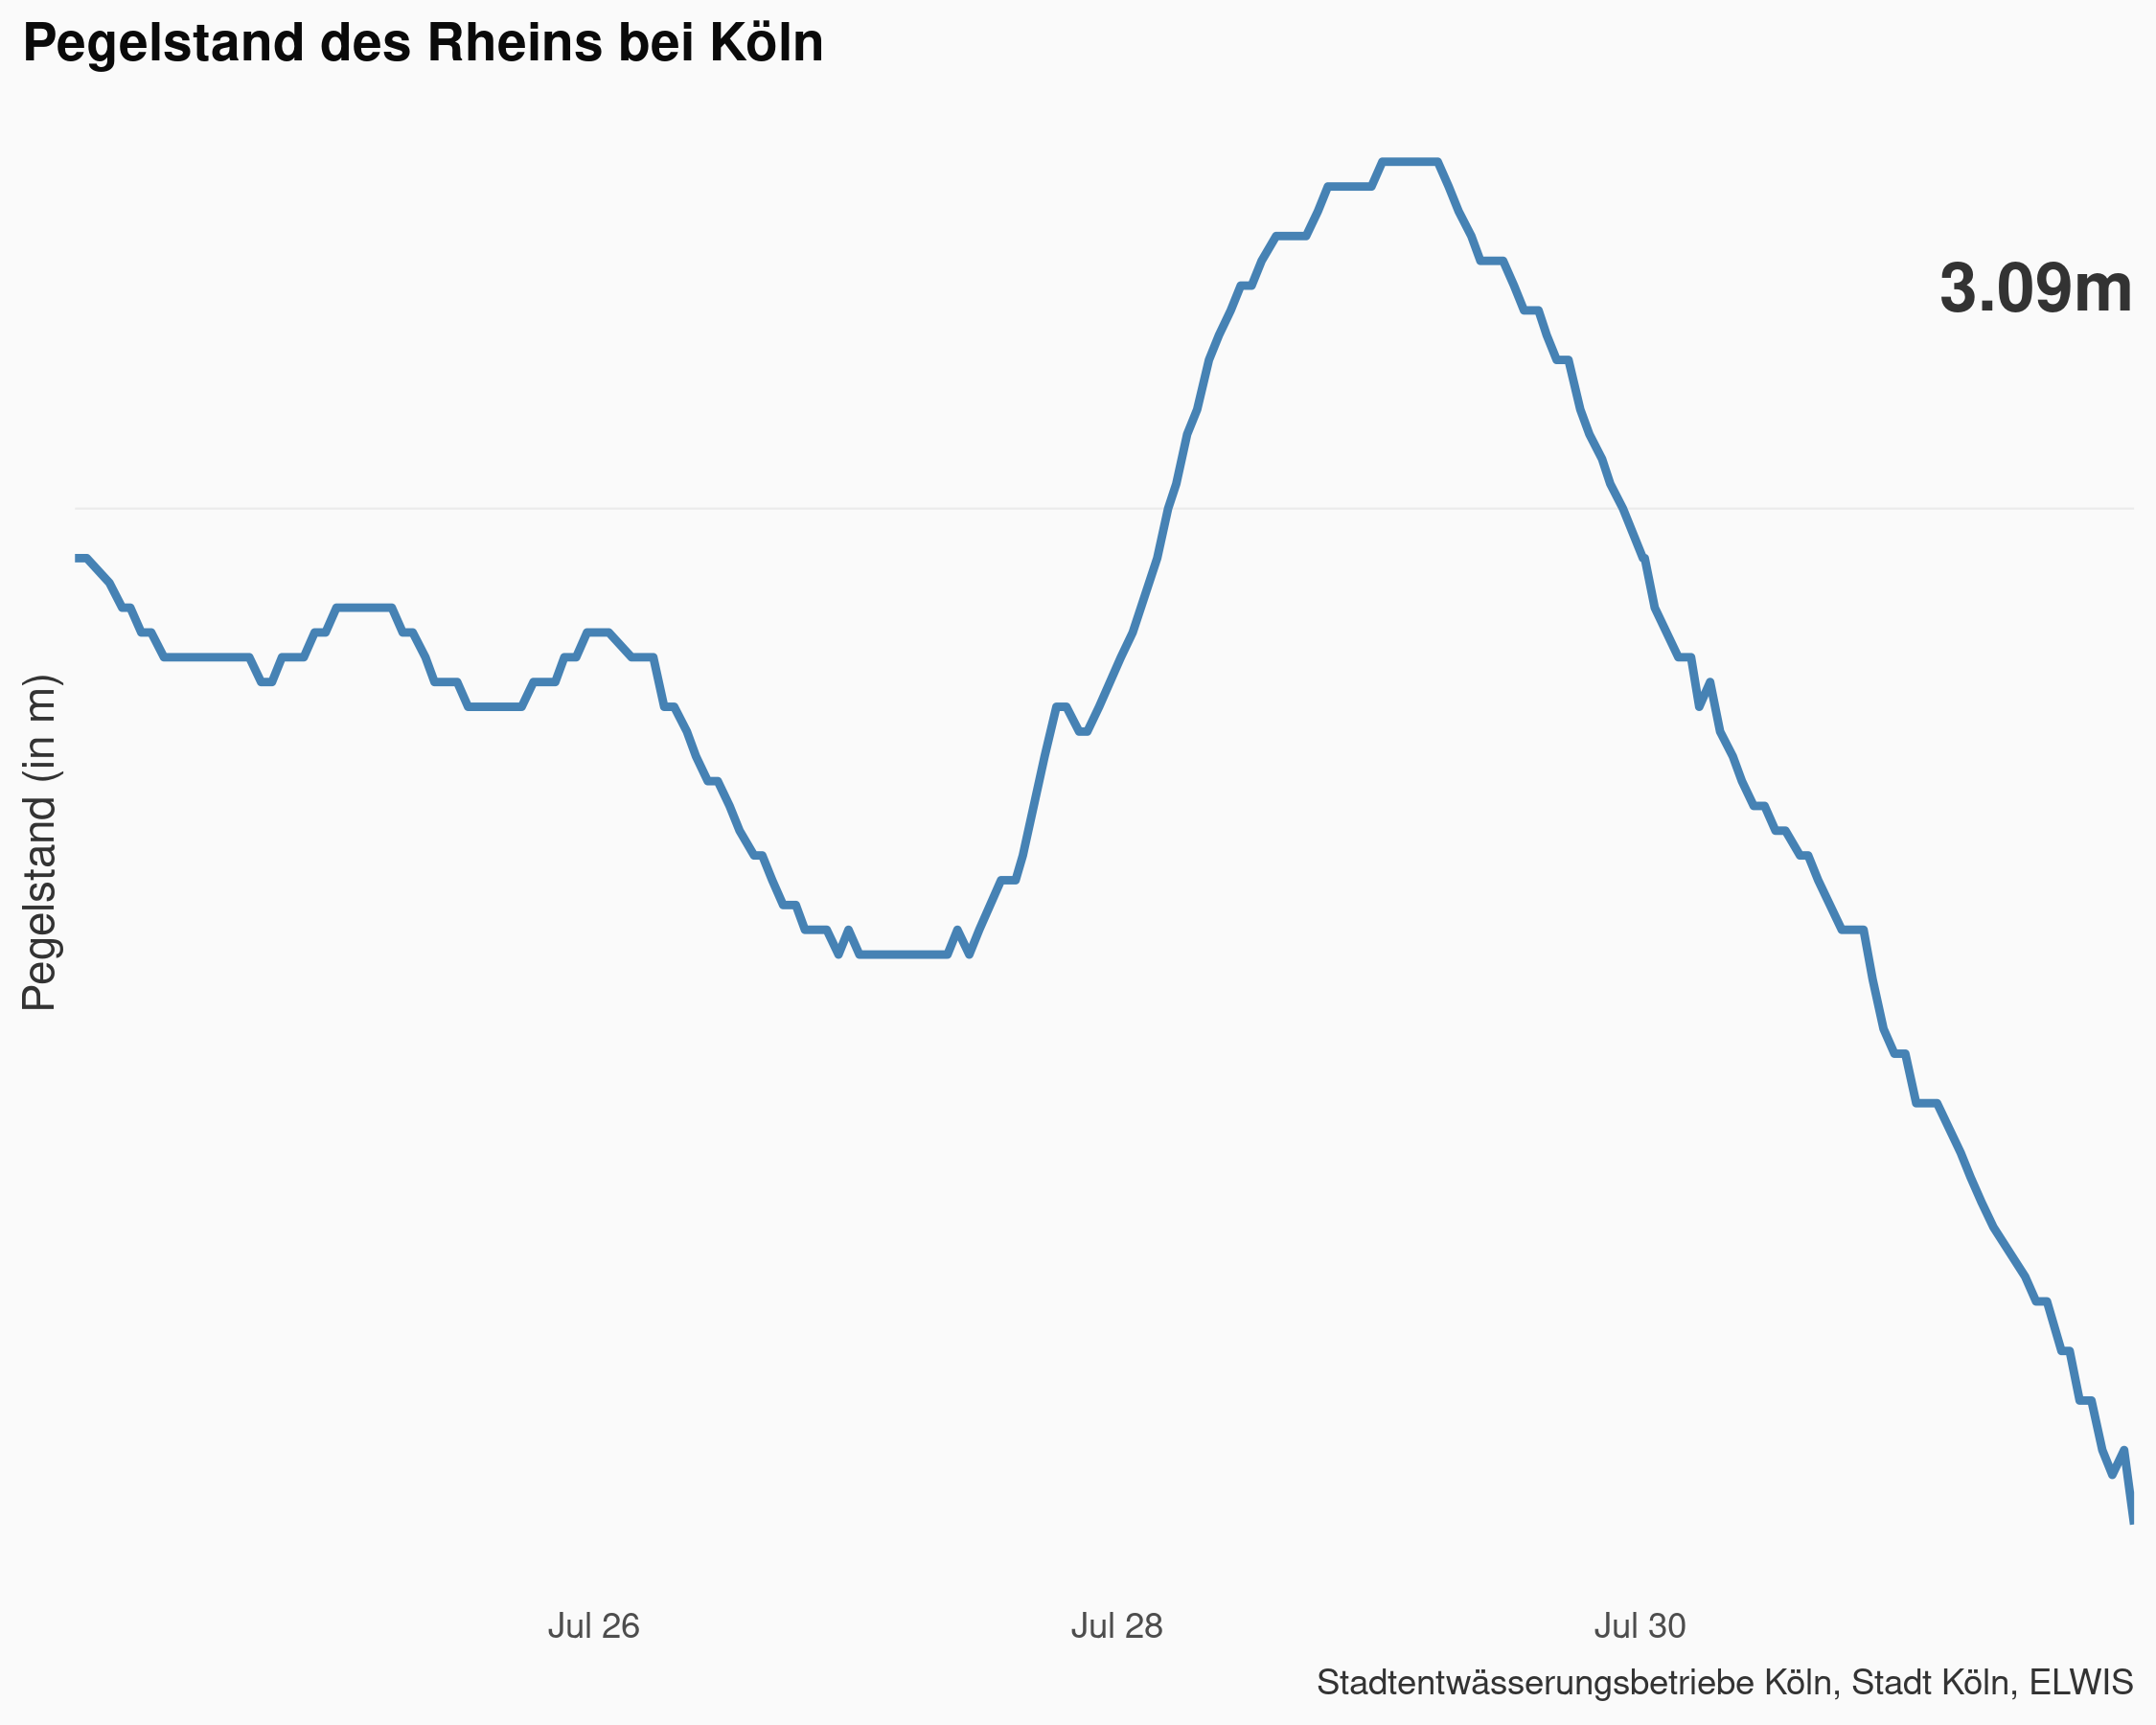 Pegelstand des Rheins bei Köln
3.09m
Pegelstand (in m)
Jul 26
Jul 28
Jul 30
Stadtentwässerungsbetriebe Köln, Stadt Köln, ELWIS